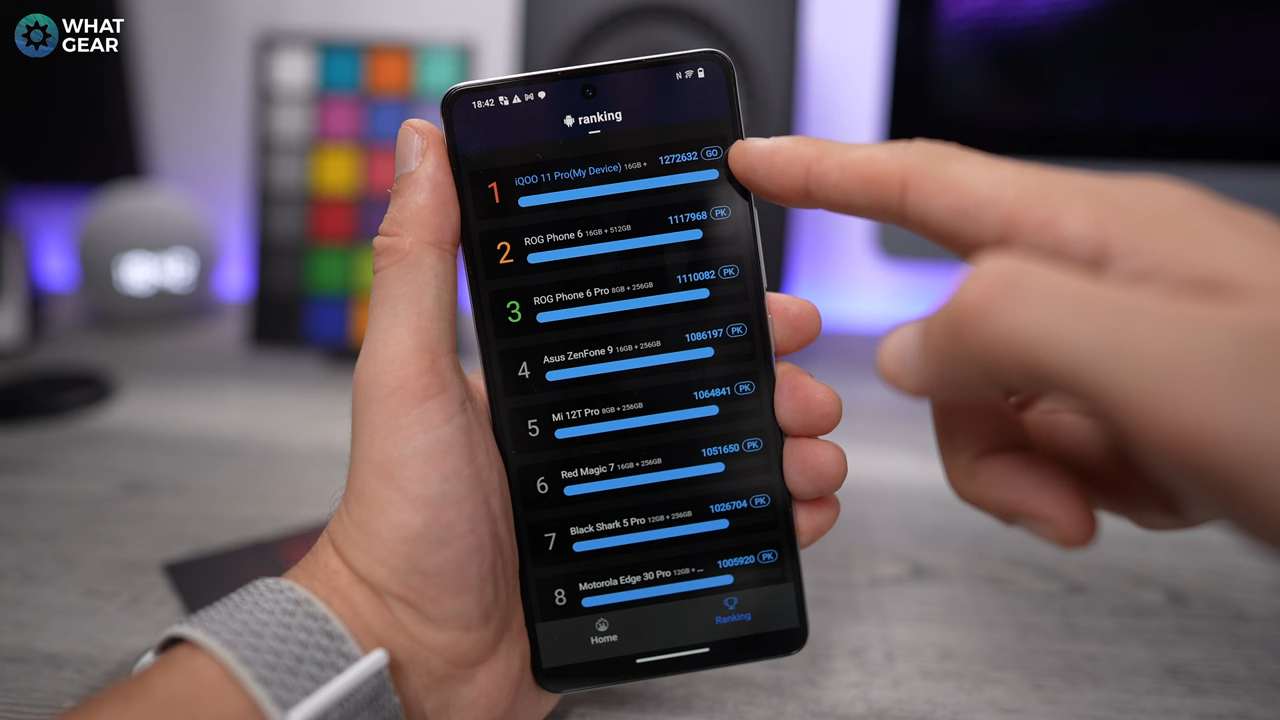 WHAT
GEAR
18:42
ranking
1 iQOO 11 Pro(My Device) 16GB + 1272632 GO
2 ROG Phone 6 16GB + 512GB 1117968 PK
3 ROG Phone 6 Pro 8GB + 256GB 1110082 PK
4 Asus ZenFone 9 16GB + 256GB 1086197 PK
5 Mi 12T Pro 8GB + 256GB 1064841 PK
6 Red Magic 7 16GB + 256GB 1051650 PK
7 Black Shark 5 Pro 12GB + 256GB 1026704 PK
8 Motorola Edge 30 Pro 12GB +... 1005920 PK
Home
Ranking